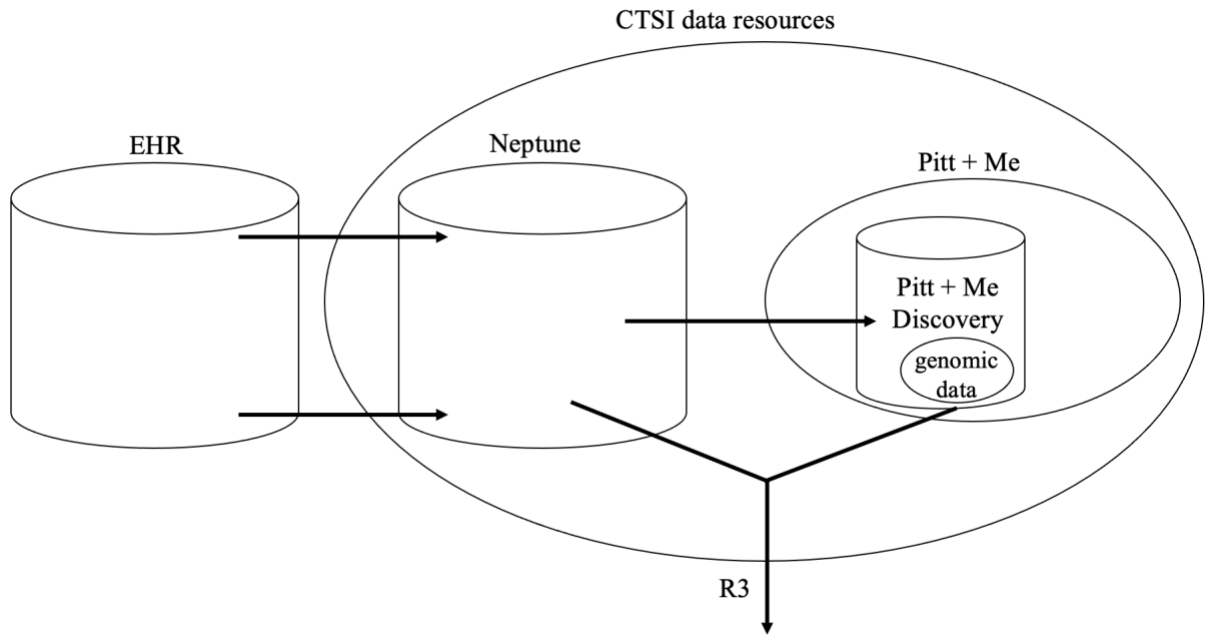 CTSI data resources
EHR
Neptune
Pitt + Me
Pitt + Me
Discovery
genomic
data
R3